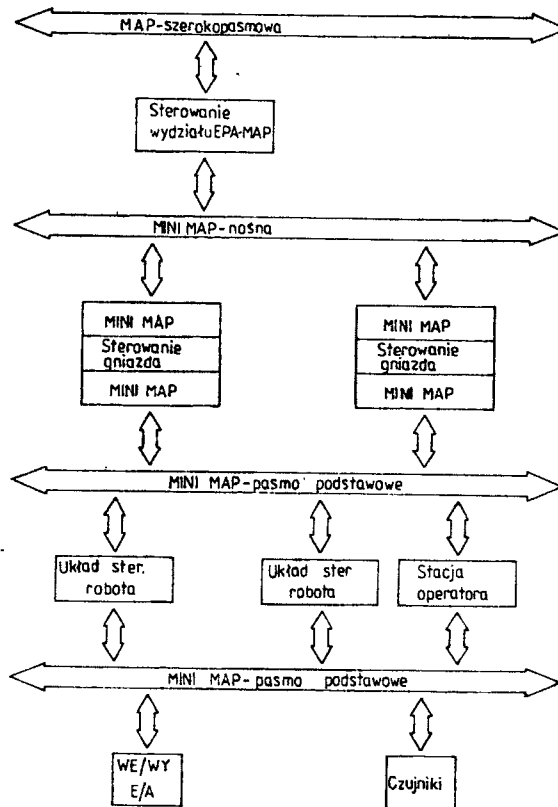 MAP-szerokopasmowa
Sterowanie
wydziału EPA-MAP
MINI MAP-nośna
MINI MAP
Sterowanie
gniazda
MINI MAP
MINI MAP
Sterowanie
gniazda
MINI MAP
MINI MAP-pasmo podstawowe
Układ ster.
robota
Układ ster
robota
Stacja
operatora
MINI MAP-pasmo podstawowe
WE/WY
E/A
Czujniki